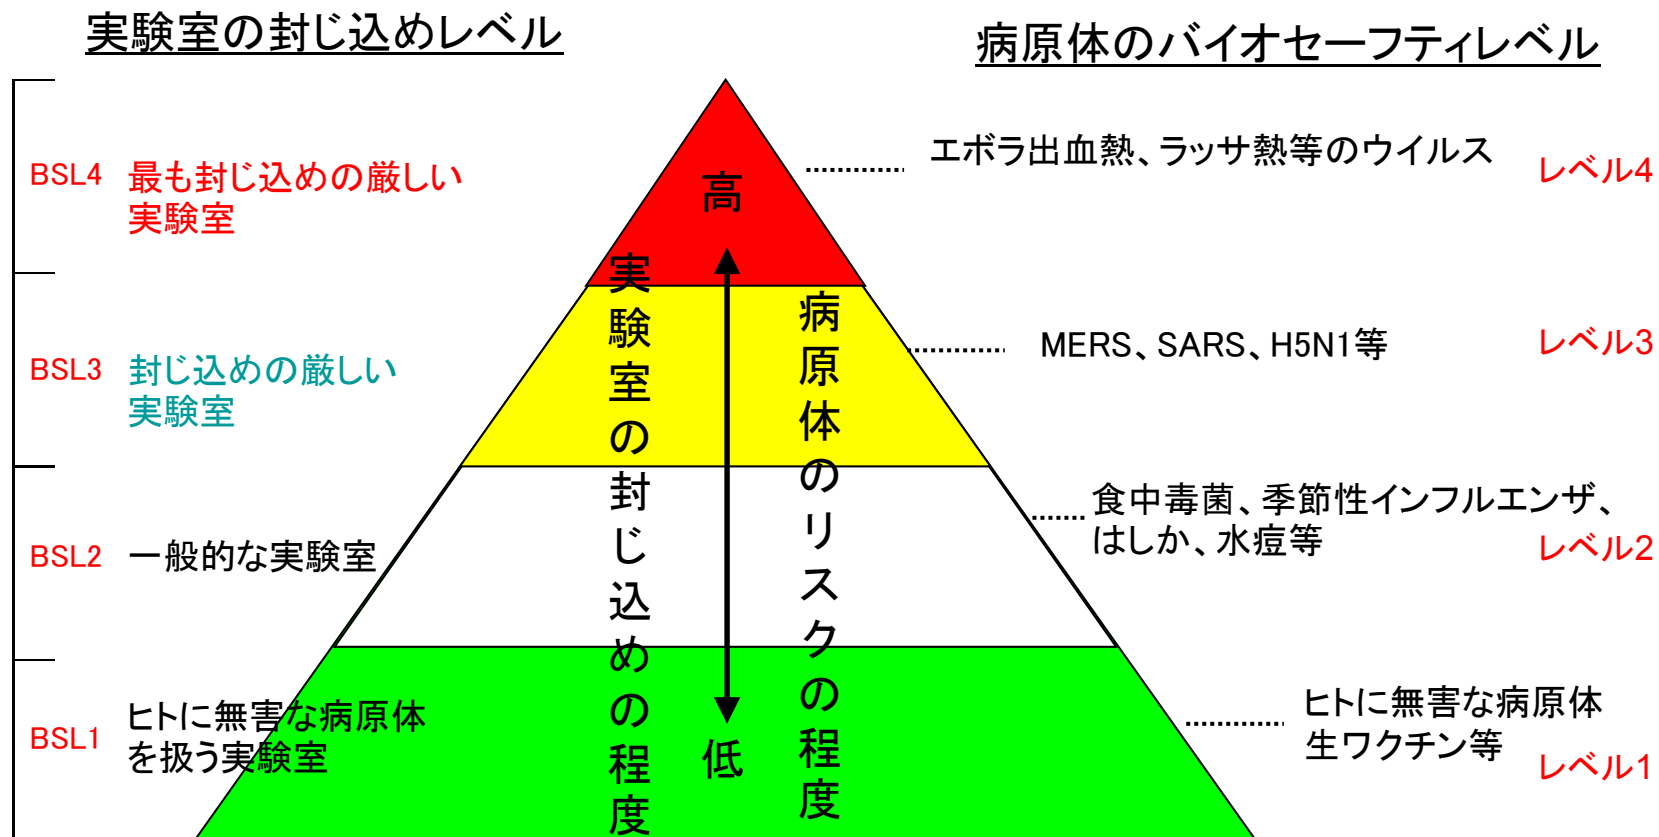 実験室の封じ込めレベル
病原体のバイオセーフティレベル
BSL4
最も封じ込めの厳しい
実験室
エボラ出血熱、ラッサ熱等のウイルス
レベル4
BSL3
封じ込めの厳しい
実験室
MERS、SARS、H5N1等
レベル3
BSL2
一般的な実験室
食中毒菌、季節性インフルエンザ、
はしか、水痘等
レベル2
BSL1
ヒトに無害な病原体
を扱う実験室
ヒトに無害な病原体
生ワクチン等
レベル1
高
実験室の封じ込めの程度
病原体のリスクの程度
低